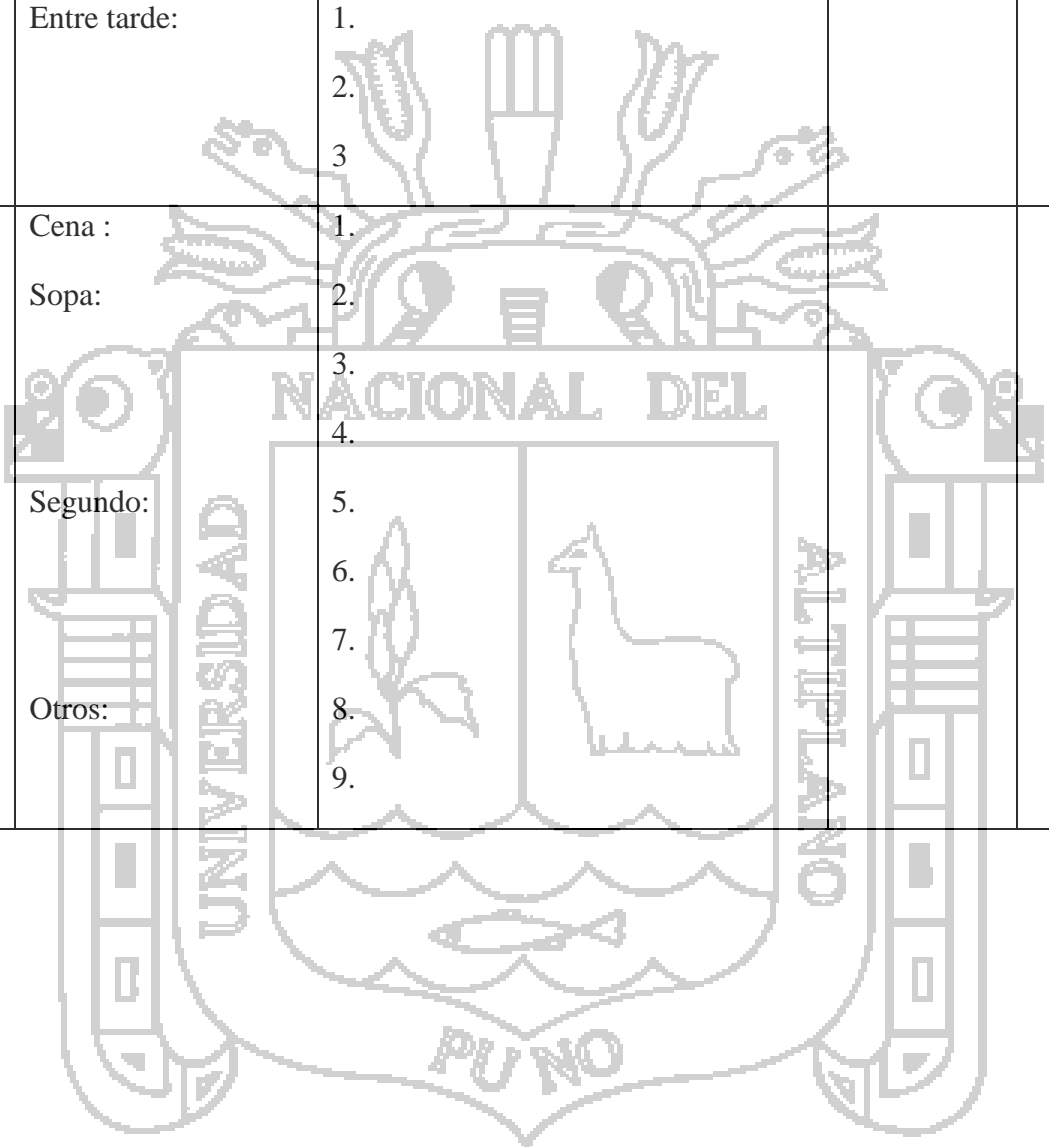 Entre tarde: 1.
2.
3
Cena : 1.
Sopa: 2.
3.
NACIONAL DEL
4.
Segundo: 5.
6.
7.
Otros: 8.
9.
UNIVERSIDAD
ALTIPLANO
PUNO